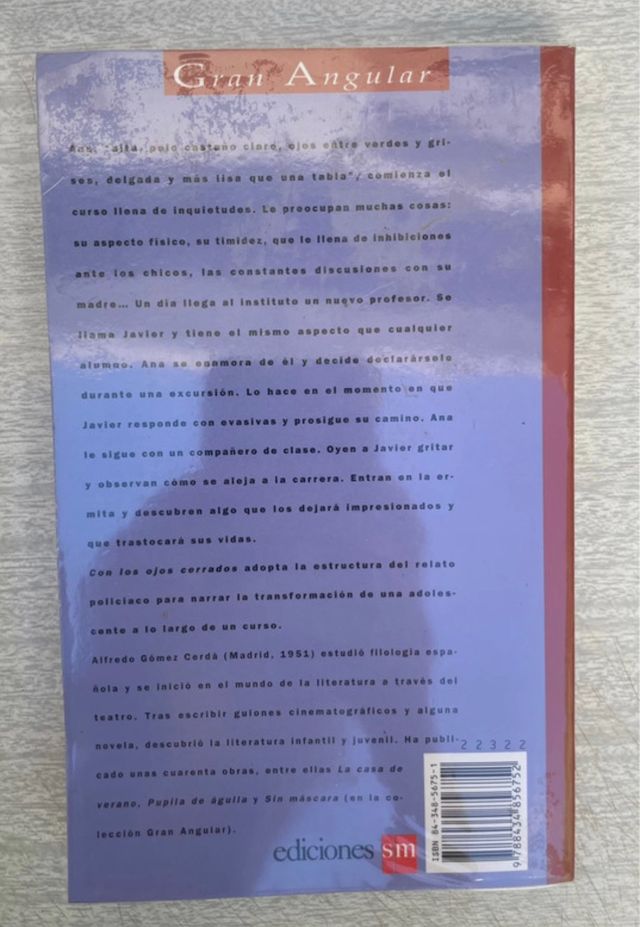 Gran Angular
Ana, "alta, pelo castaño claro, ojos entre verdes y gri-
ses, delgada y más lisa que una tabla", comienza el
curso llena de inquietudes. Le preocupan muchas cosas:
su aspecto físico, su timidez, que le llena de inhibiciones
ante los chicos, las constantes discusiones con su
madre... Un día llega al instituto un nuevo profesor. Se
llama Javier y tiene el mismo aspecto que cualquier
alumno. Ana se enamora de él y decide declarárselo
durante una excursión. Lo hace en el momento en que
Javier responde con evasivas y prosigue su camino. Ana
le sigue con un compañero de clase. Oyen a Javier gritar
y observan cómo se aleja a la carrera. Entran en la er-
mita y descubren algo que los dejará impresionados y
que trastocará sus vidas.
Con los ojos cerrados adopta la estructura del relato
policiaco para narrar la transformación de una adoles-
cente a lo largo de un curso.
Alfredo Gómez Cerdá (Madrid, 1951) estudió filología espa-
ñola y se inició en el mundo de la literatura a través del
teatro. Tras escribir guiones cinematográficos y alguna
novela, descubrió la literatura infantil y juvenil. Ha publi-
cado unas cuarenta obras, entre ellas La casa de
verano, Pupila de águila y Sin máscara (en la co-
lección Gran Angular).
22322
ISBN 84-348-5675-1
9 788434 856752
ediciones sm